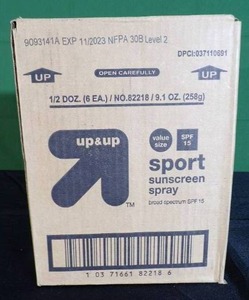 9093141A EXP 11/2023 NFPA 30B Level 2
DPCI:037110881
UP
OPEN CAREFULLY
UP
1/2 DOZ. (6 EA.) / NO.82218 / 9.1 OZ. (258g)
up&up
value
size
SPF
15
sport
sunscreen
spray
broad spectrum SPF 15
TM
1 03 71661 82218 6